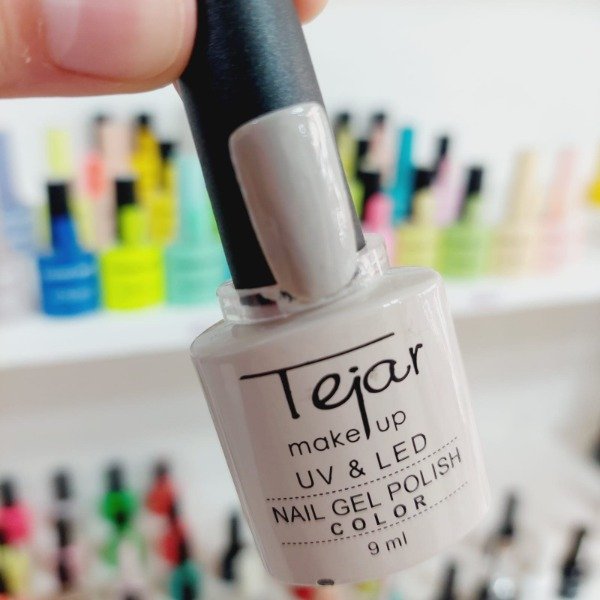 Tejar
make up
UV & LED
NAIL GEL POLISH
COLOR
9 ml